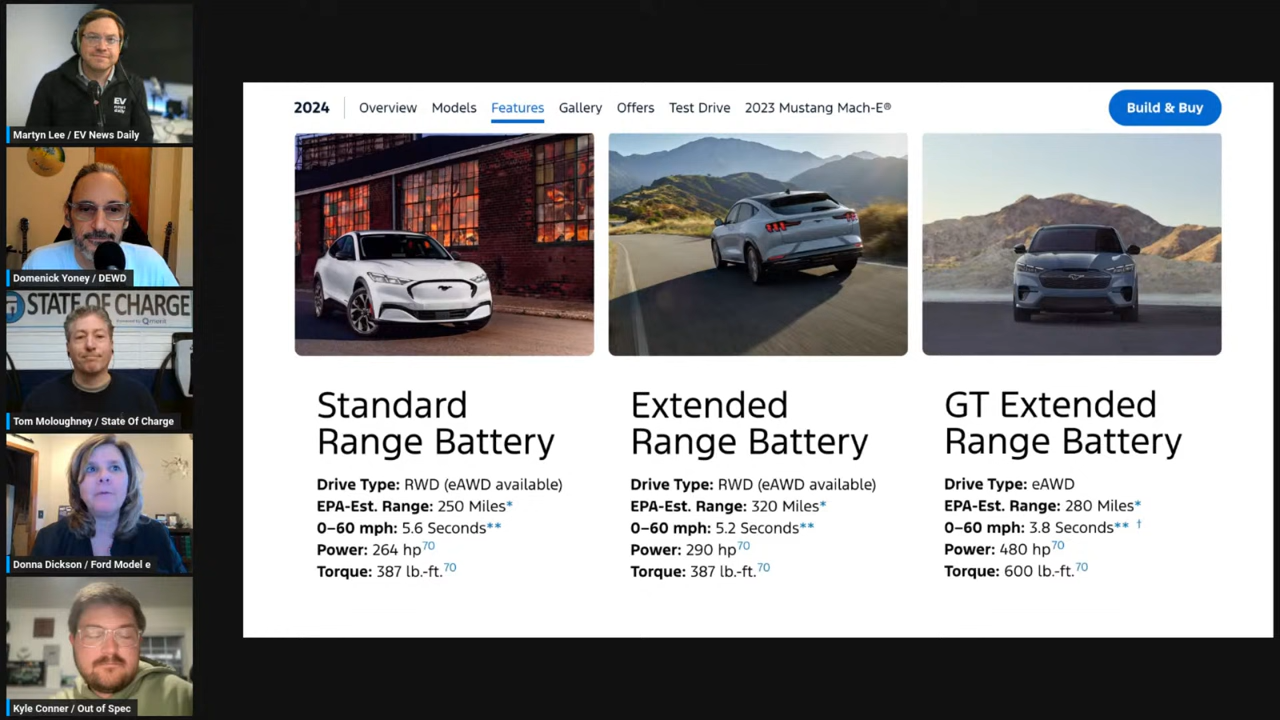 EV
Martyn Lee / EV News Daily
Domenick Yoney / DEWD
STATE OF CHARGE
Tom Moloughney / State Of Charge
Donna Dickson / Ford Model e
Kyle Conner / Out of Spec
2024 Overview Models Features Gallery Offers Test Drive 2023 Mustang Mach-E® Build & Buy
Standard
Range Battery
Drive Type: RWD (eAWD available)
EPA-Est. Range: 250 Miles*
0–60 mph: 5.6 Seconds**
Power: 264 hp70
Torque: 387 lb.-ft.70
Extended
Range Battery
Drive Type: RWD (eAWD available)
EPA-Est. Range: 320 Miles*
0–60 mph: 5.2 Seconds**
Power: 290 hp70
Torque: 387 lb.-ft.70
GT Extended
Range Battery
Drive Type: eAWD
EPA-Est. Range: 280 Miles*
0–60 mph: 3.8 Seconds** †
Power: 480 hp70
Torque: 600 lb.-ft.70